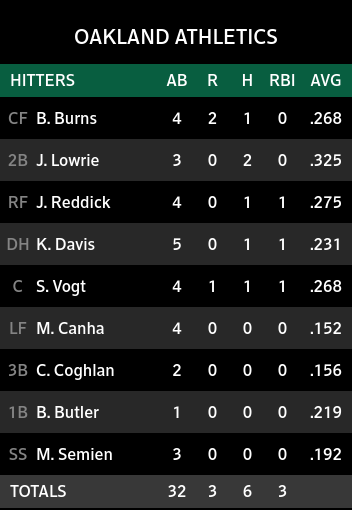 OAKLAND ATHLETICS
HITTERS AB R H RBI AVG
CF B. Burns 4 2 1 0 .268
2B J. Lowrie 3 0 2 0 .325
RF J. Reddick 4 0 1 1 .275
DH K. Davis 5 0 1 1 .231
C S. Vogt 4 1 1 1 .268
LF M. Canha 4 0 0 0 .152
3B C. Coghlan 2 0 0 0 .156
1B B. Butler 1 0 0 0 .219
SS M. Semien 3 0 0 0 .192
TOTALS 32 3 6 3